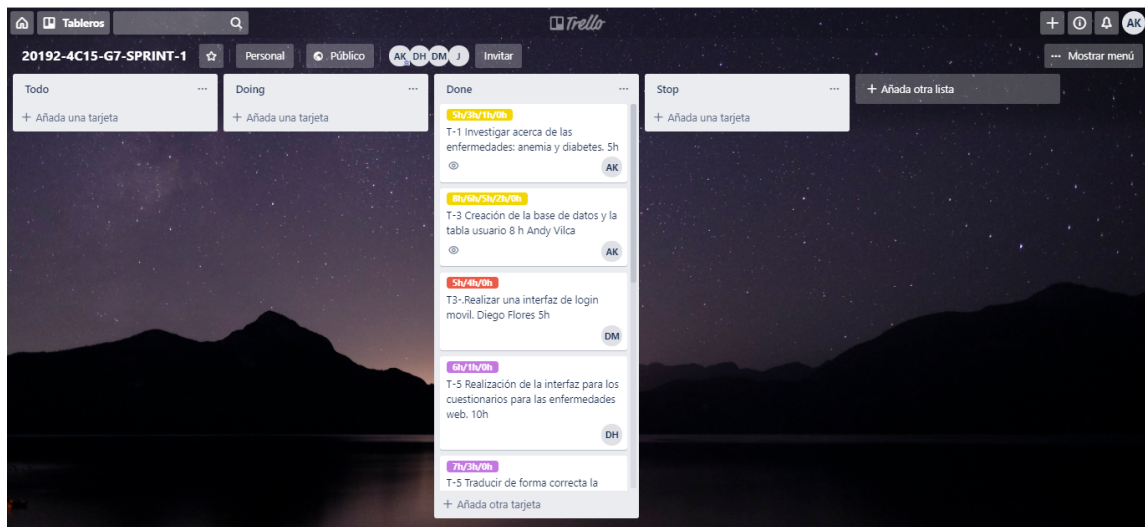 Tableros
Trello
AK
20192-4C15-G7-SPRINT-1
Personal
Público
AK DH DM J
Invitar
... Mostrar menú
Todo ...
+ Añada una tarjeta
Doing ...
+ Añada una tarjeta
Done ...
5h/3h/1h/0h
T-1 Investigar acerca de las
enfermedades: anemia y diabetes. 5h
AK
8h/6h/5h/2h/0h
T-3 Creación de la base de datos y la
tabla usuario 8 h Andy Vilca
AK
5h/4h/0h
T3-.Realizar una interfaz de login
movil. Diego Flores 5h
DM
6h/1h/0h
T-5 Realización de la interfaz para los
cuestionarios para las enfermedades
web. 10h
DH
7h/3h/0h
T-5 Traducir de forma correcta la
+ Añada otra tarjeta
Stop ...
+ Añada una tarjeta
+ Añada otra lista